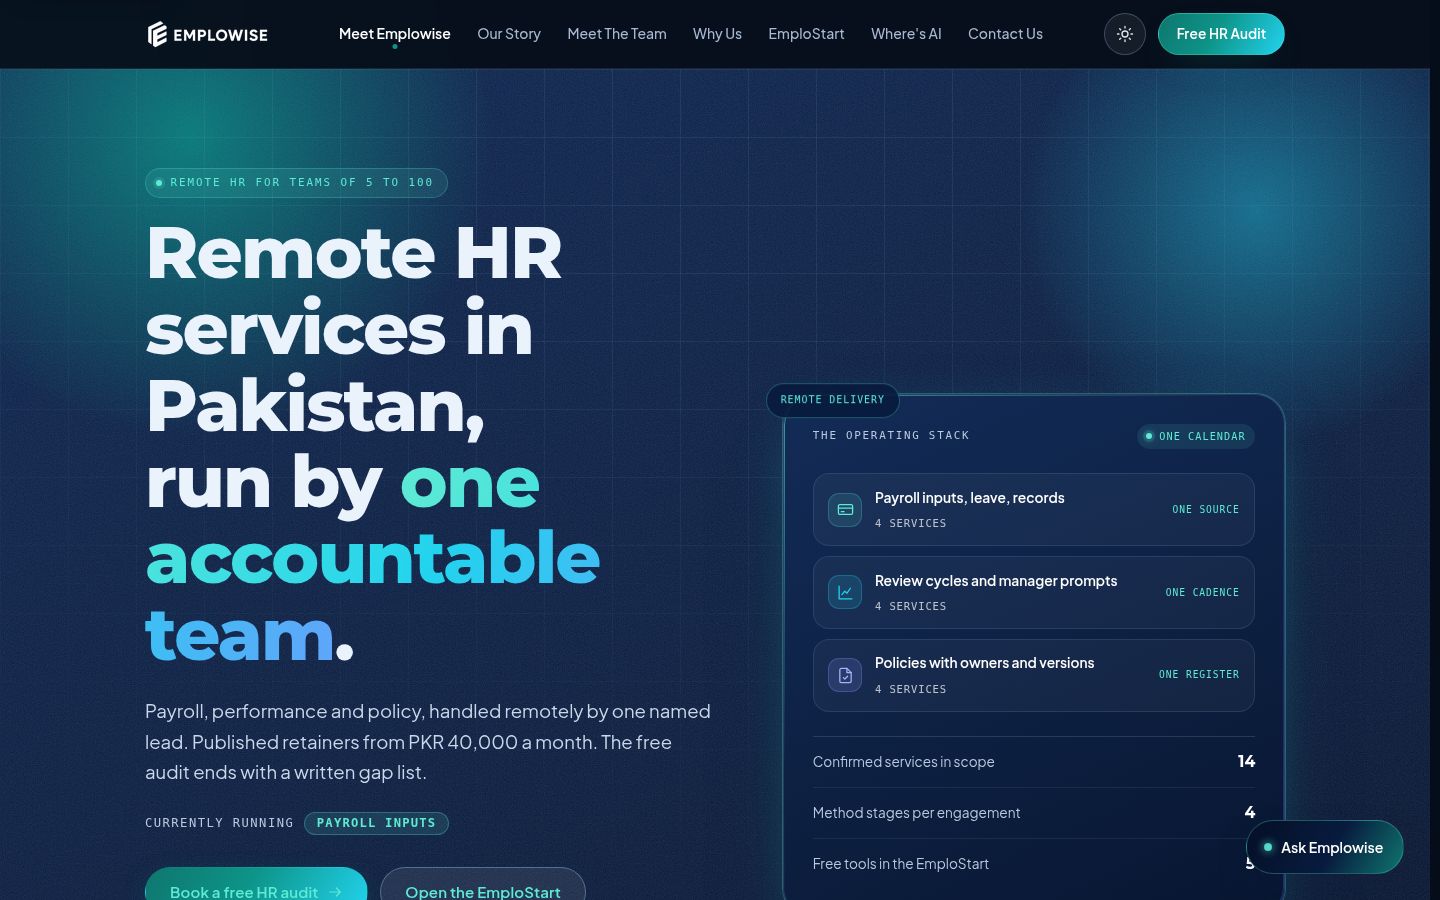 EMPLOWISE
Meet Emplowise
Our Story
Meet The Team
Why Us
EmploStart
Where's AI
Contact Us
Free HR Audit
REMOTE HR FOR TEAMS OF 5 TO 100
Remote HR
services in
Pakistan,
run by one
accountable
team.
Payroll, performance and policy, handled remotely by one named
lead. Published retainers from PKR 40,000 a month. The free
audit ends with a written gap list.
CURRENTLY RUNNING PAYROLL INPUTS
Book a free HR audit →
Open the EmploStart
REMOTE DELIVERY
THE OPERATING STACK
ONE CALENDAR
Payroll inputs, leave, records
4 SERVICES
ONE SOURCE
Review cycles and manager prompts
4 SERVICES
ONE CADENCE
Policies with owners and versions
4 SERVICES
ONE REGISTER
Confirmed services in scope 14
Method stages per engagement 4
Free tools in the EmploStart
Ask Emplowise